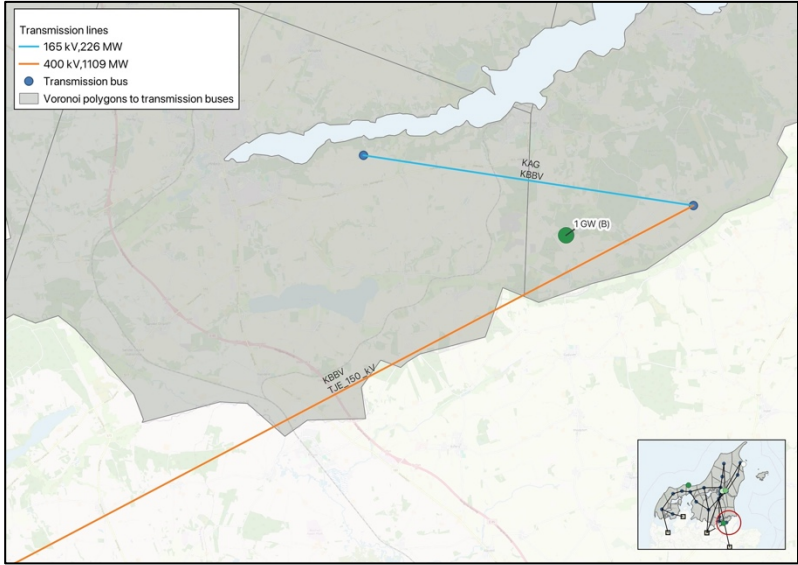 Transmission lines
165 kV,226 MW
400 kV,1109 MW
Transmission bus
Voronoi polygons to transmission buses
KAG
KBBV
1 GW (B)
KBBV
TJE_150_kV